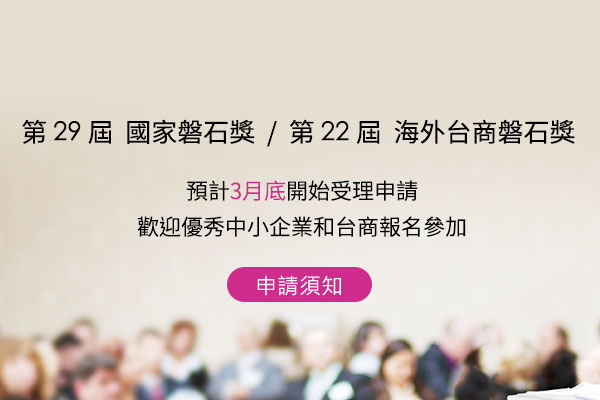 第 29 屆 國家磐石獎 / 第 22 屆 海外台商磐石獎
預計3月底開始受理申請
歡迎優秀中小企業和台商報名參加
申請須知